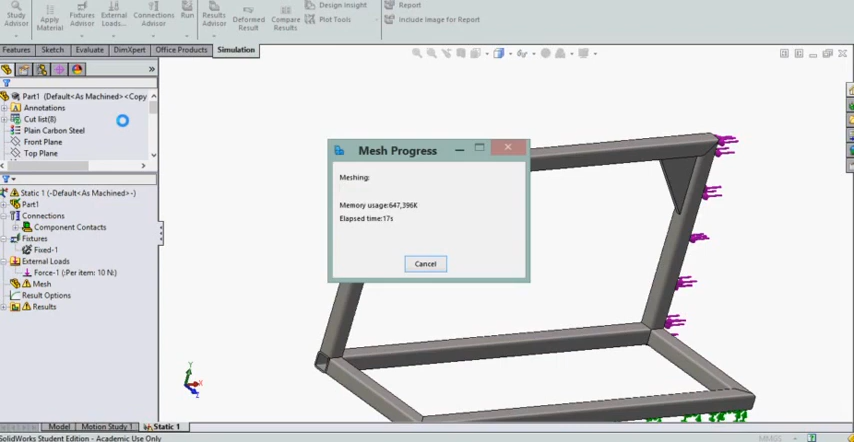 Study Advisor
Apply Material
Fixtures Advisor
External Loads...
Connections Advisor
Run
Results Advisor
Deformed Result
Compare Results
Design Insight
Plot Tools
Report
Include Image for Report
Features
Sketch
Evaluate
DimXpert
Office Products
Simulation
Part1 (Default<As Machined><Copy
Annotations
Cut list(8)
Plain Carbon Steel
Front Plane
Top Plane
Static 1 (-Default<As Machined>-)
Part1
Connections
Component Contacts
Fixtures
Fixed-1
External Loads
Force-1 (:Per item: 10 N:)
Mesh
Result Options
Results
Mesh Progress
Meshing:
Memory usage:647,396K
Elapsed time:17s
Cancel
Y
X
Z
Model
Motion Study 1
Static 1
SolidWorks Student Edition - Academic Use Only
MMGS